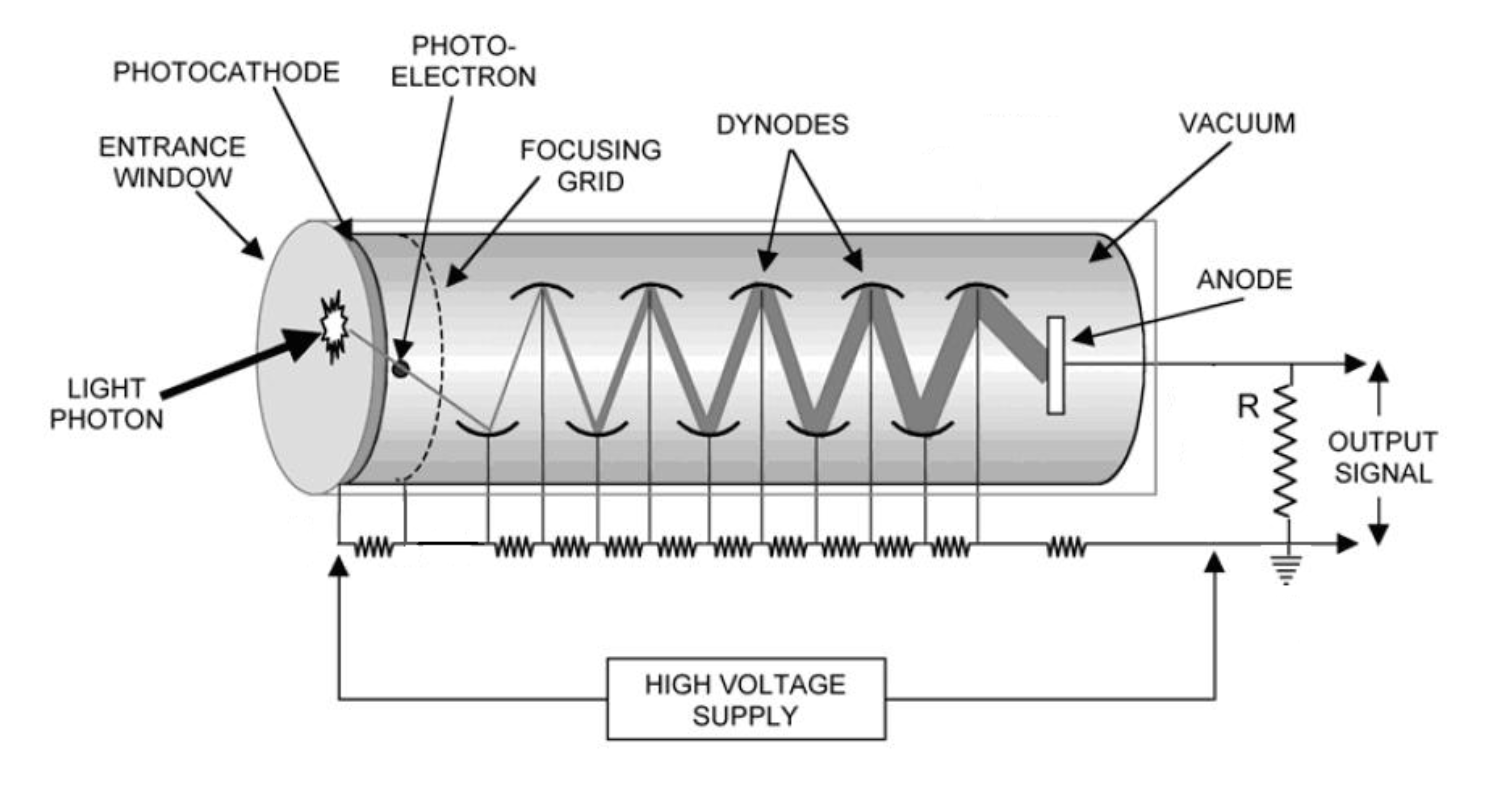 PHOTO-
ELECTRON
PHOTOCATHODE
ENTRANCE
WINDOW
FOCUSING
GRID
DYNODES
VACUUM
ANODE
LIGHT
PHOTON
R
OUTPUT
SIGNAL
HIGH VOLTAGE
SUPPLY